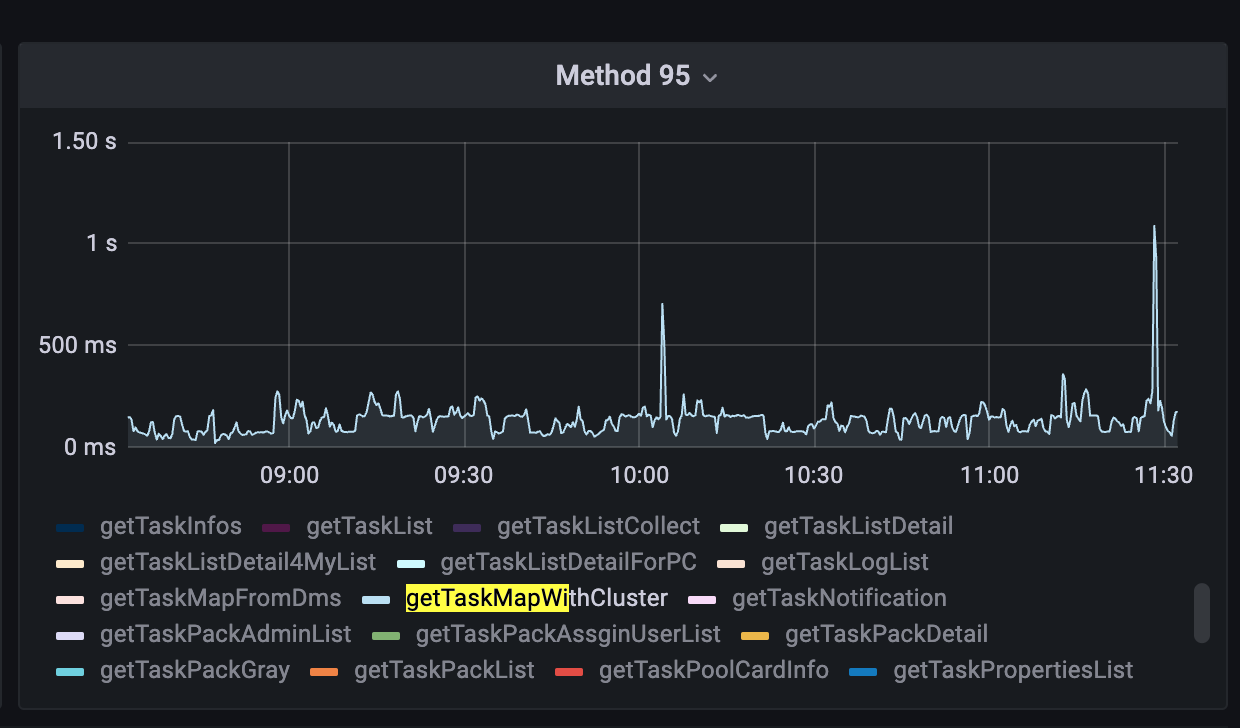 Method 95
1.50 s
1 s
500 ms
0 ms
09:00 09:30 10:00 10:30 11:00 11:30
getTaskInfos getTaskList getTaskListCollect getTaskListDetail
getTaskListDetail4MyList getTaskListDetailForPC getTaskLogList
getTaskMapFromDms getTaskMapWithCluster getTaskNotification
getTaskPackAdminList getTaskPackAssginUserList getTaskPackDetail
getTaskPackGray getTaskPackList getTaskPoolCardInfo getTaskPropertiesList